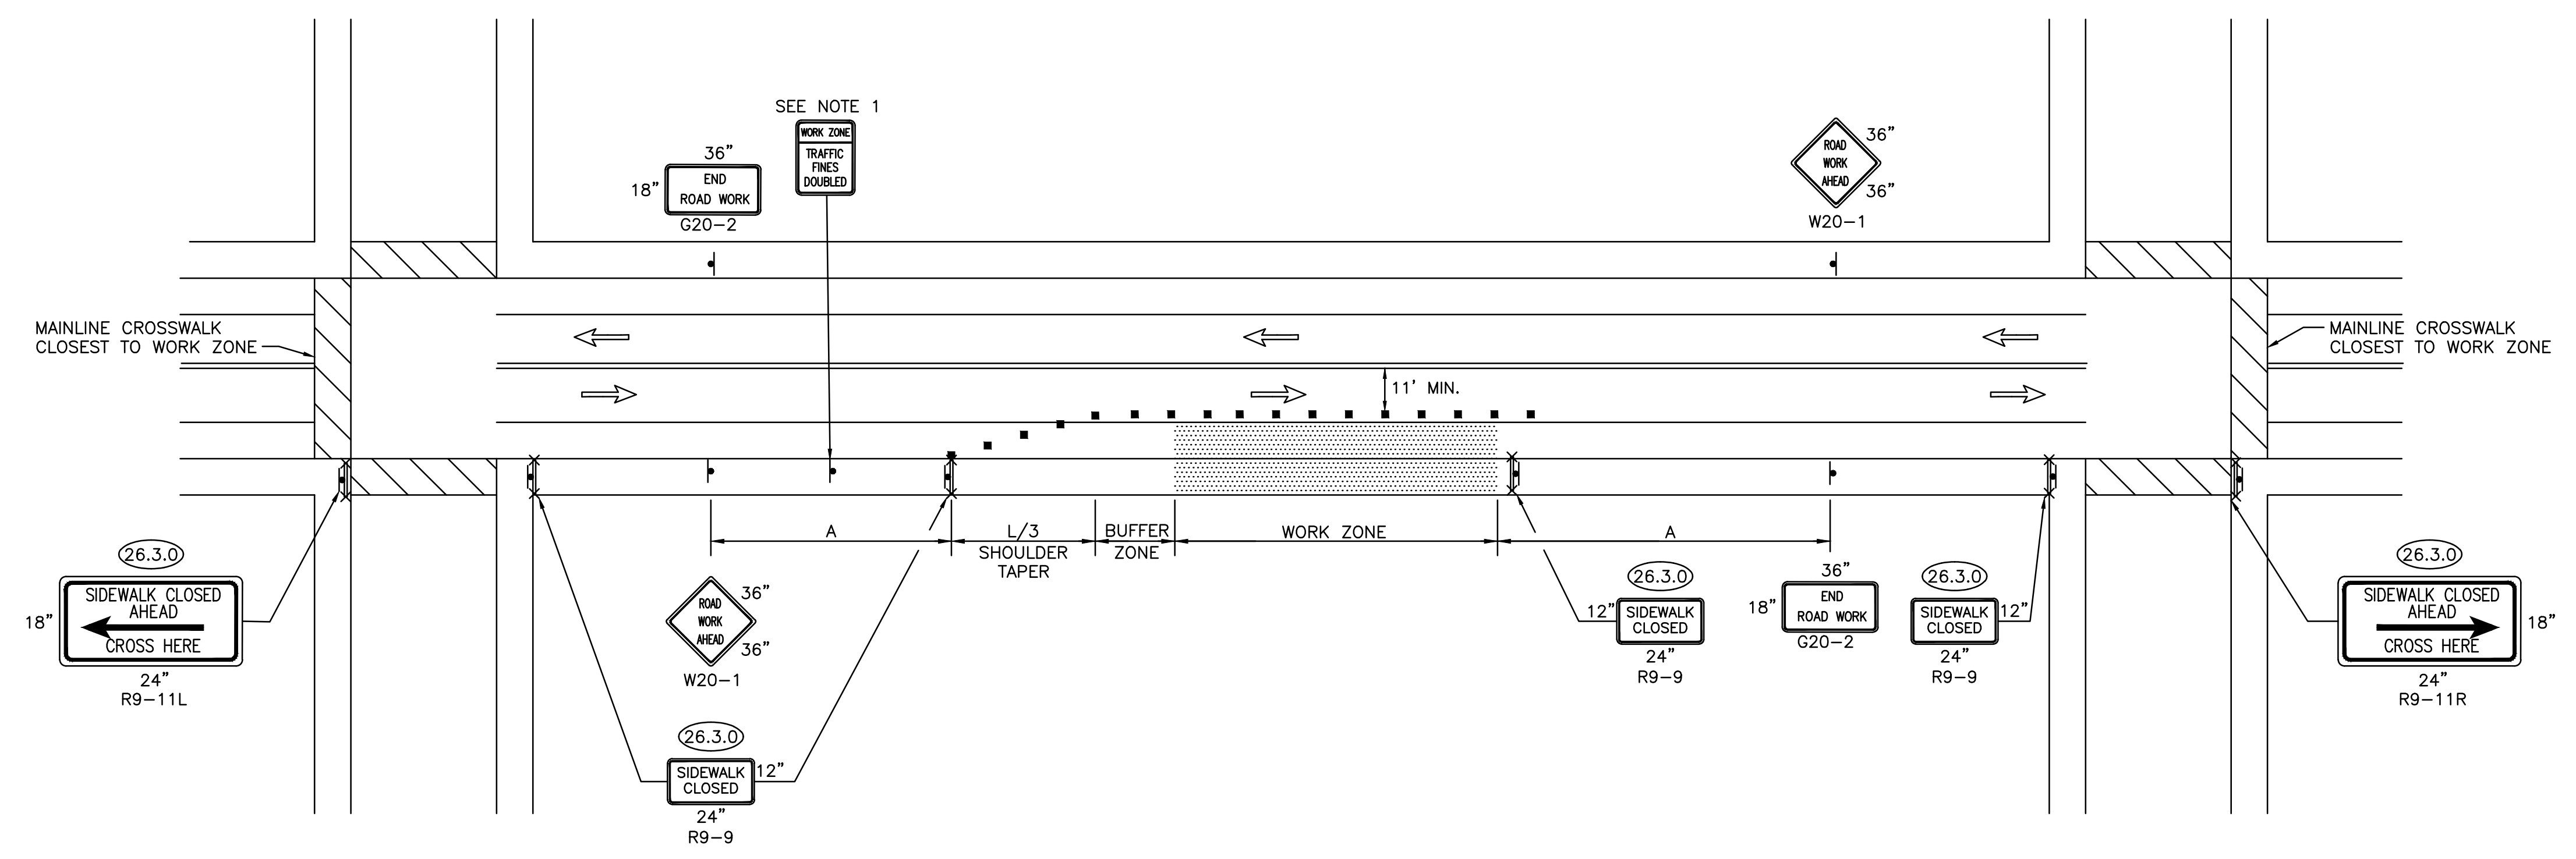 SEE NOTE 1
WORK ZONE
TRAFFIC
FINES
DOUBLED
36”
18”
END
ROAD WORK
G20-2
36”
ROAD
WORK
AHEAD
36”
W20-1
MAINLINE CROSSWALK
CLOSEST TO WORK ZONE
MAINLINE CROSSWALK
CLOSEST TO WORK ZONE
11' MIN.
A
L/3
SHOULDER
TAPER
BUFFER
ZONE
WORK ZONE
A
26.3.0
SIDEWALK CLOSED
AHEAD
CROSS HERE
18”
24”
R9-11L
ROAD
WORK
AHEAD
36”
36”
W20-1
26.3.0
SIDEWALK
CLOSED
12”
24”
R9-9
26.3.0
12”
SIDEWALK
CLOSED
24”
R9-9
36”
18”
END
ROAD WORK
G20-2
26.3.0
SIDEWALK
CLOSED
12”
24”
R9-9
26.3.0
SIDEWALK CLOSED
AHEAD
CROSS HERE
18”
24”
R9-11R